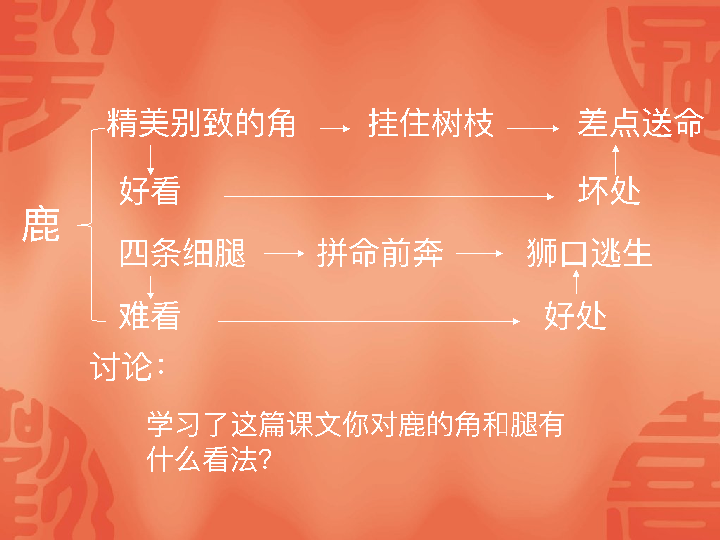 精美别致的角 挂住树枝 差点送命
好看 坏处
鹿
四条细腿 拼命前奔 狮口逃生
难看 好处
讨论：
学习了这篇课文你对鹿的角和腿有
什么看法？